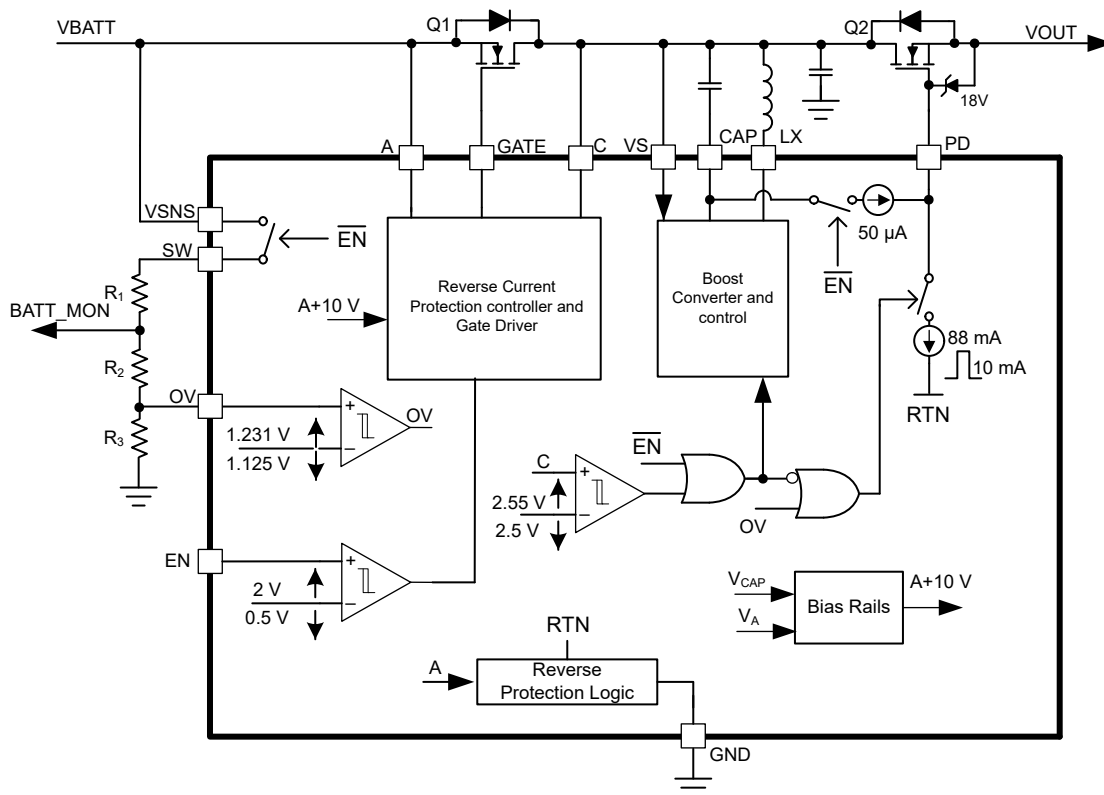 VBATT
Q1
Q2
VOUT
18V
A
GATE
C
VS
CAP
LX
PD
VSNS
EN
SW
50 µA
EN
R1
BATT_MON
R2
R3
OV
A+10 V
Reverse Current
Protection controller and
Gate Driver
Boost
Converter and
control
88 mA
10 mA
RTN
+
1.231 V
1.125 V
−
OV
EN
C
+
2.55 V
2.5 V
−
OV
EN
+
2 V
0.5 V
−
VCAP
VA
Bias Rails
A+10 V
RTN
A
Reverse
Protection Logic
GND